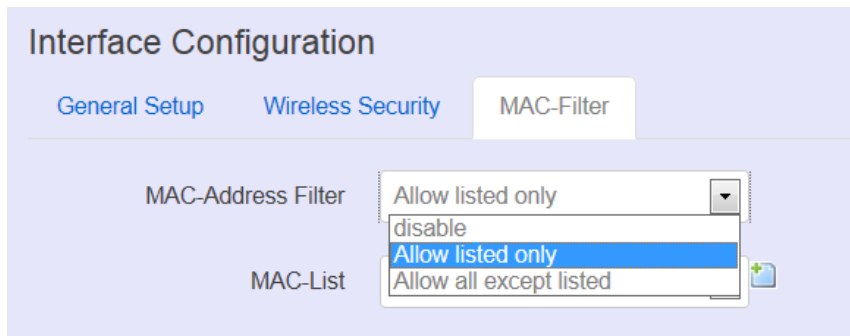 Interface Configuration
General Setup Wireless Security MAC-Filter
MAC-Address Filter Allow listed only
disable
Allow listed only
MAC-List Allow all except listed